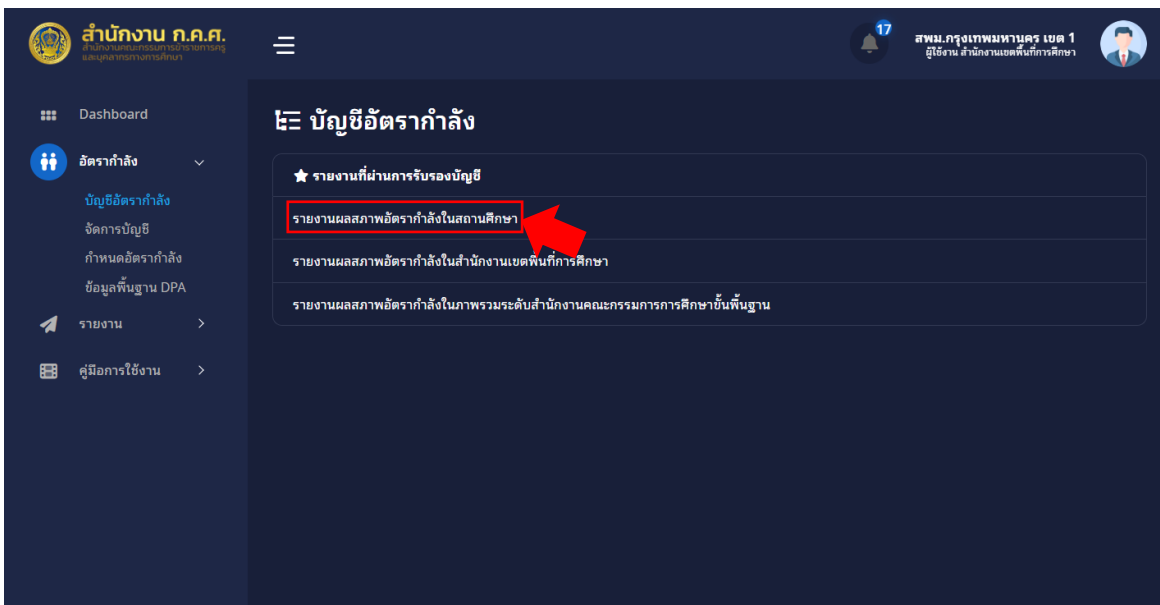 สำนักงาน ก.ค.ศ.
สำนักงานคณะกรรมการข้าราชการครู
และบุคลากรทางการศึกษา
17
สพม.กรุงเทพมหานคร เขต 1
ผู้ใช้งาน สำนักงานเขตพื้นที่การศึกษา
Dashboard
อัตรากำลัง
บัญชีอัตรากำลัง
จัดการบัญชี
กำหนดอัตรากำลัง
ข้อมูลพื้นฐาน DPA
รายงาน
คู่มือการใช้งาน
บัญชีอัตรากำลัง
รายงานที่ผ่านการรับรองบัญชี
รายงานผลสภาพอัตรากำลังในสถานศึกษา
รายงานผลสภาพอัตรากำลังในสำนักงานเขตพื้นที่การศึกษา
รายงานผลสภาพอัตรากำลังในภาพรวมระดับสำนักงานคณะกรรมการการศึกษาขั้นพื้นฐาน